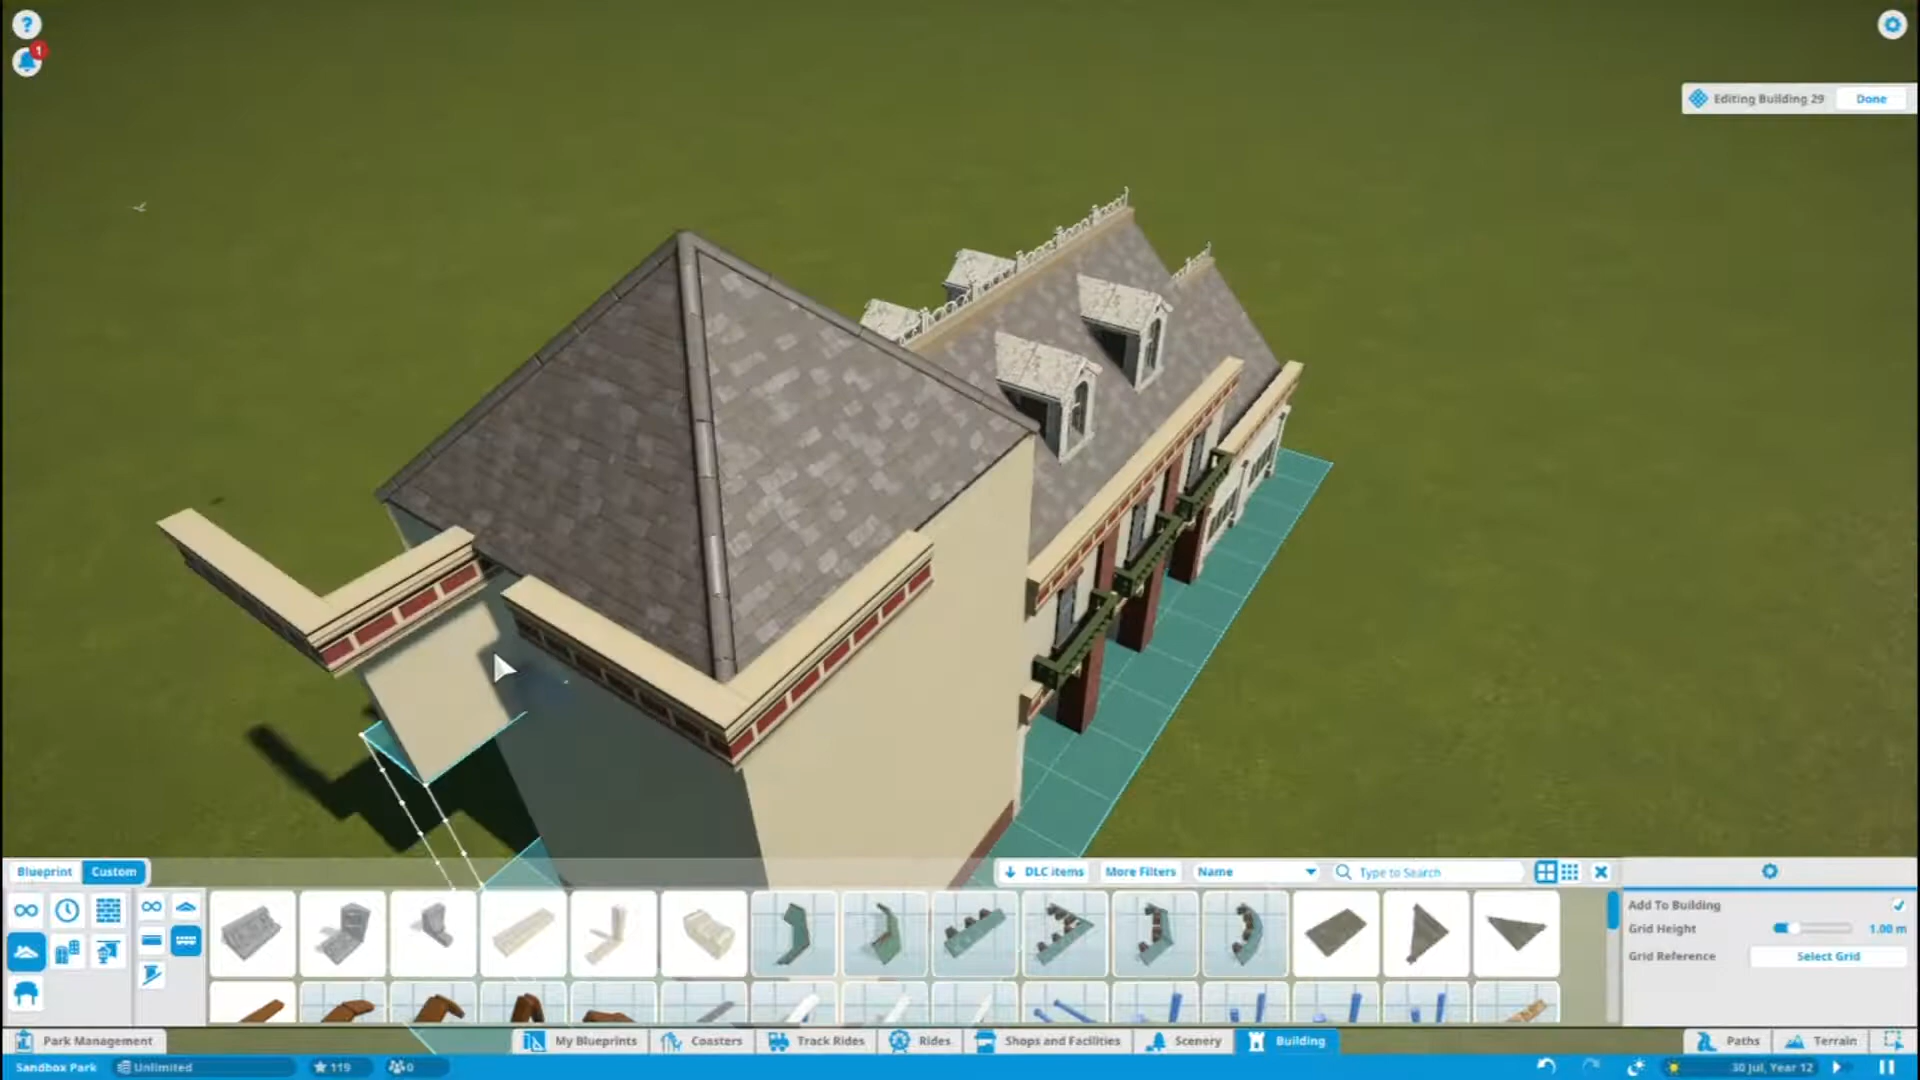 ?
1
Editing Building 29 Done
Blueprint Custom
DLC items More Filters Name Type to Search
Add To Building
Grid Height 1.00 m
Grid Reference Select Grid
Park Management My Blueprints Coasters Track Rides Rides Shops and Facilities Scenery Building Paths Terrain
Sandbox Park Unlimited 119 0 30 Jul, Year 12